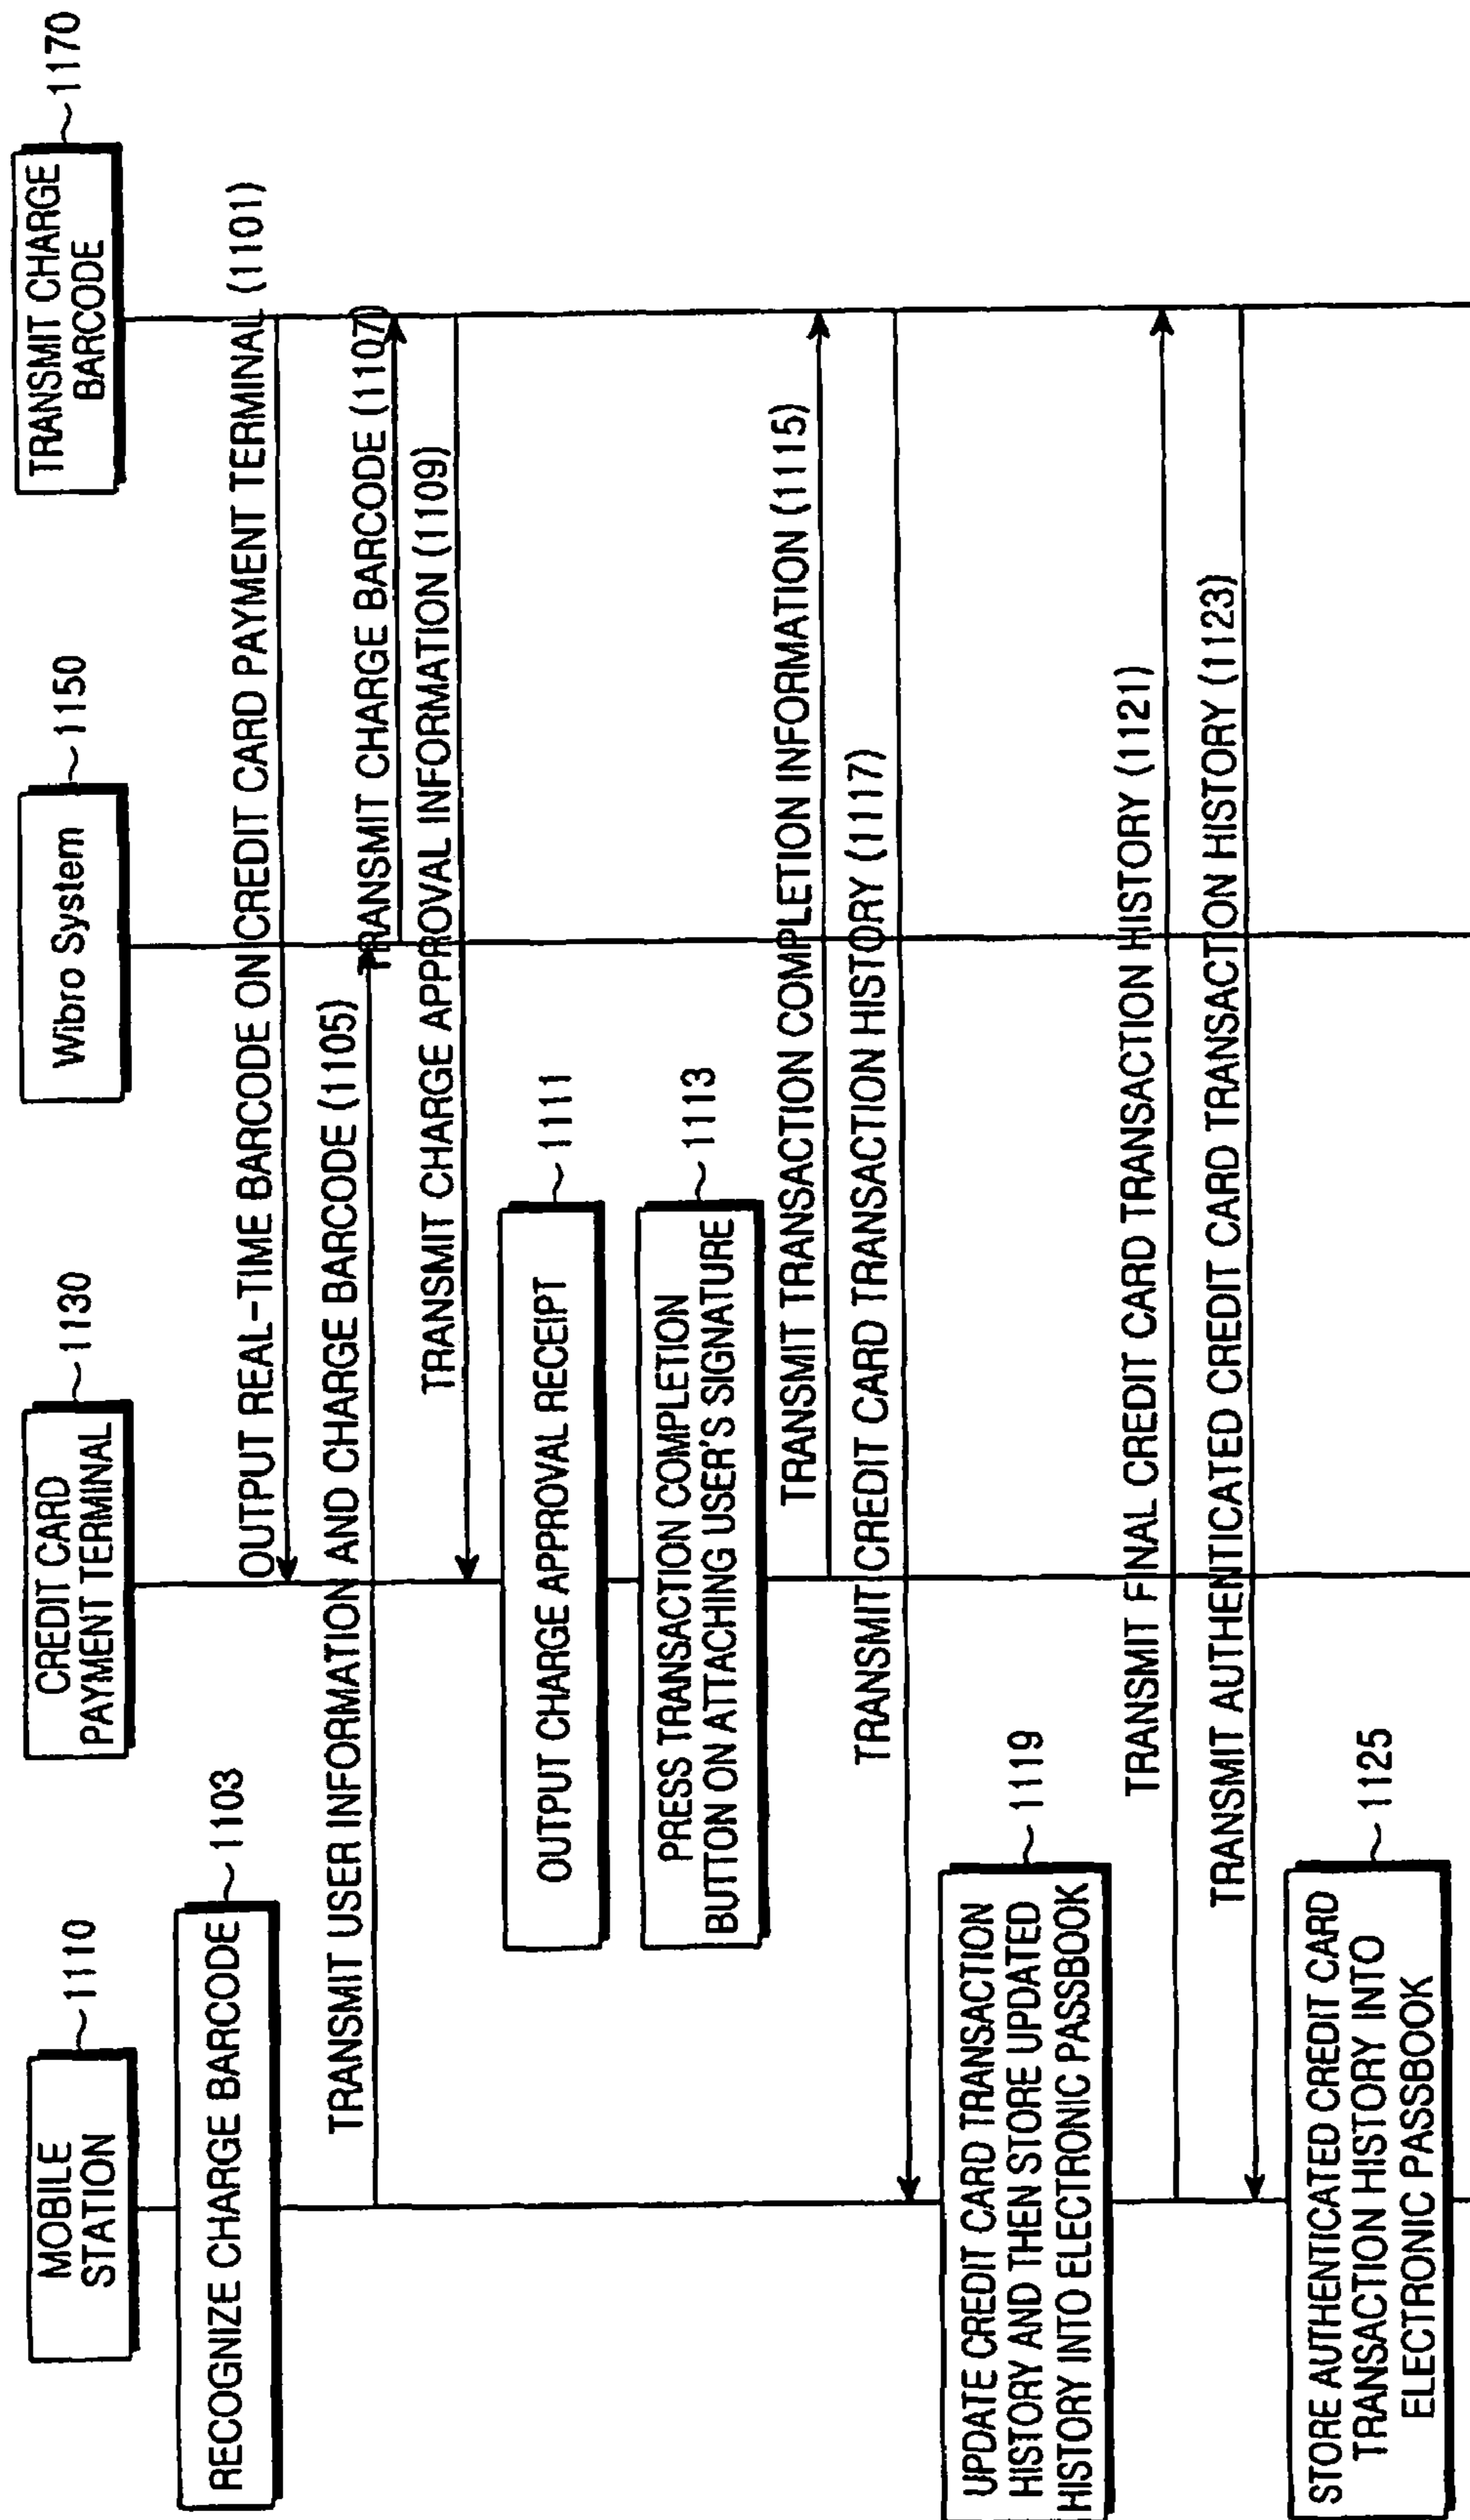 MOBILE
STATION
1110
CREDIT CARD
PAYMENT TERMINAL
1130
Wibro System
1150
TRANSMIT CHARGE
BARCODE
1170
RECOGNIZE CHARGE BARCODE
1103
OUTPUT REAL-TIME BARCODE ON CREDIT CARD PAYMENT TERMINAL (1101)
TRANSMIT USER INFORMATION AND CHARGE BARCODE (1105)
TRANSMIT CHARGE BARCODE (1107)
TRANSMIT CHARGE APPROVAL INFORMATION (1109)
OUTPUT CHARGE APPROVAL RECEIPT
1111
PRESS TRANSACTION COMPLETION
BUTTON ON ATTACHING USER'S SIGNATURE
1113
TRANSMIT TRANSACTION COMPLETION INFORMATION (1115)
TRANSMIT CREDIT CARD TRANSACTION HISTORY (1117)
UPDATE CREDIT CARD TRANSACTION
HISTORY AND THEN STORE UPDATED
HISTORY INTO ELECTRONIC PASSBOOK
1119
TRANSMIT FINAL CREDIT CARD TRANSACTION HISTORY (1121)
TRANSMIT AUTHENTICATED CREDIT CARD TRANSACTION HISTORY (1123)
STORE AUTHENTICATED CREDIT CARD
TRANSACTION HISTORY INTO
ELECTRONIC PASSBOOK
1125